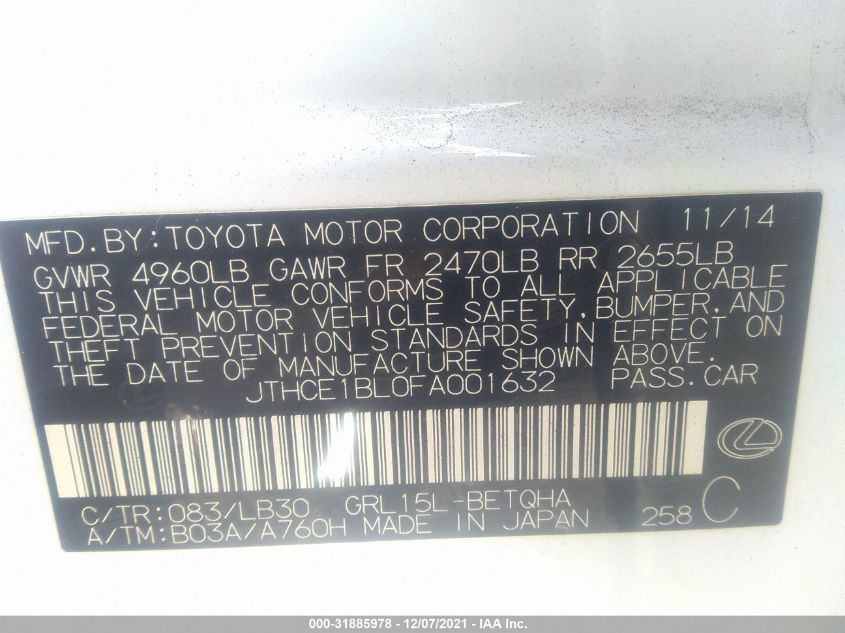 MFD.BY:TOYOTA MOTOR CORPORATION 11/14
GVWR 4960LB GAWR FR 2470LB RR 2655LB
THIS VEHICLE CONFORMS TO ALL APPLICABLE
FEDERAL MOTOR VEHICLE SAFETY,BUMPER,AND
THEFT PREVENTION STANDARDS IN EFFECT ON
THE DATE OF MANUFACTURE SHOWN ABOVE.
JTHCE1BL0FA001632 PASS.CAR
C/TR:083/LB30 GRL15L-BETQHA
A/TM:B03A/A760H MADE IN JAPAN 258 C
000-31885978 - 12/07/2021 - IAA Inc.